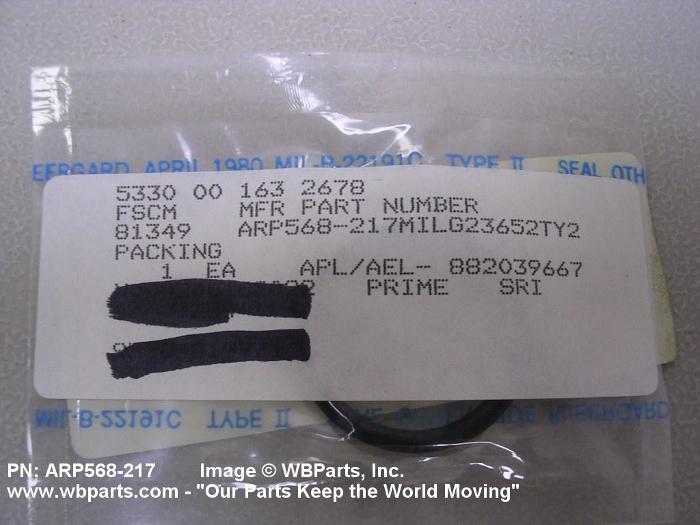 EERGARD APRIL 1980 MIL-B-22191C TYPE II SEAL OTH
5330 00 163 2678
FSCM MFR PART NUMBER
81349 ARP568-217MILG23652TY2
PACKING
1 EA APL/AEL- 882039667
PRIME SRI
MIL-B-22191C TYPE II
PN: ARP568-217 Image © WBParts, Inc.
www.wbparts.com - "Our Parts Keep the World Moving"